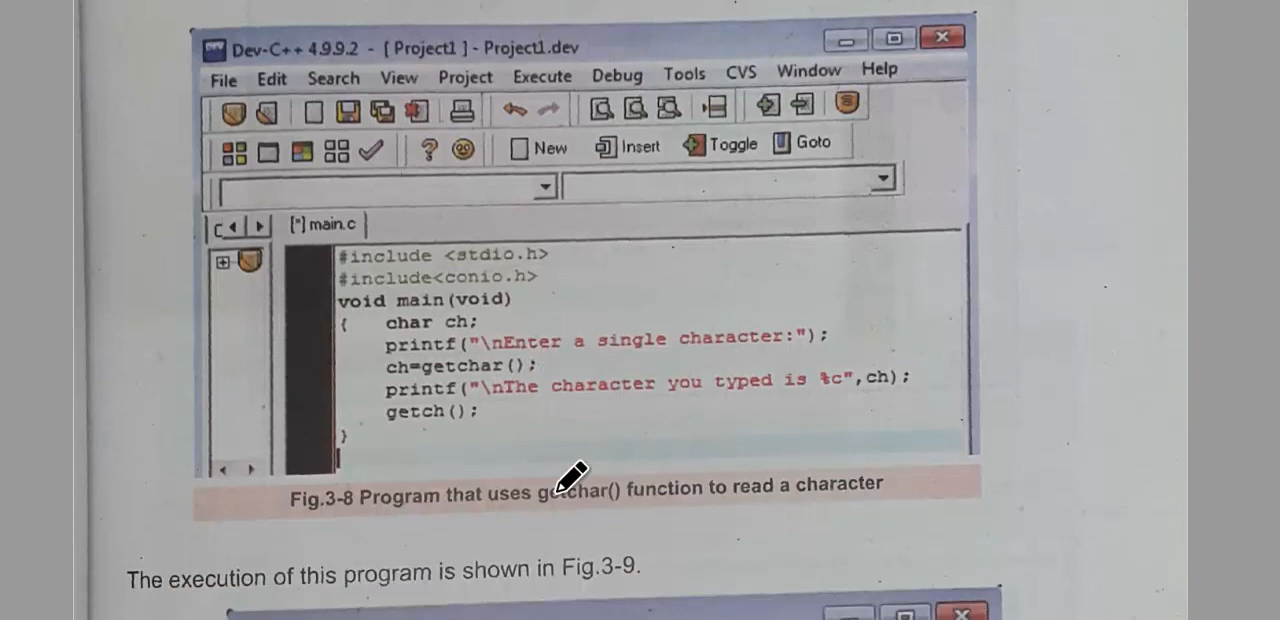 Dev-C++ 4.9.9.2 - [ Project1 ] - Project1.dev
File Edit Search View Project Execute Debug Tools CVS Window Help
New Insert Toggle Goto
[*] main.c
#include <stdio.h>
#include<conio.h>
void main(void)
{ char ch;
printf("\nEnter a single character:");
ch=getchar();
printf("\nThe character you typed is %c",ch);
getch();
}
Fig.3-8 Program that uses getchar() function to read a character
The execution of this program is shown in Fig.3-9.